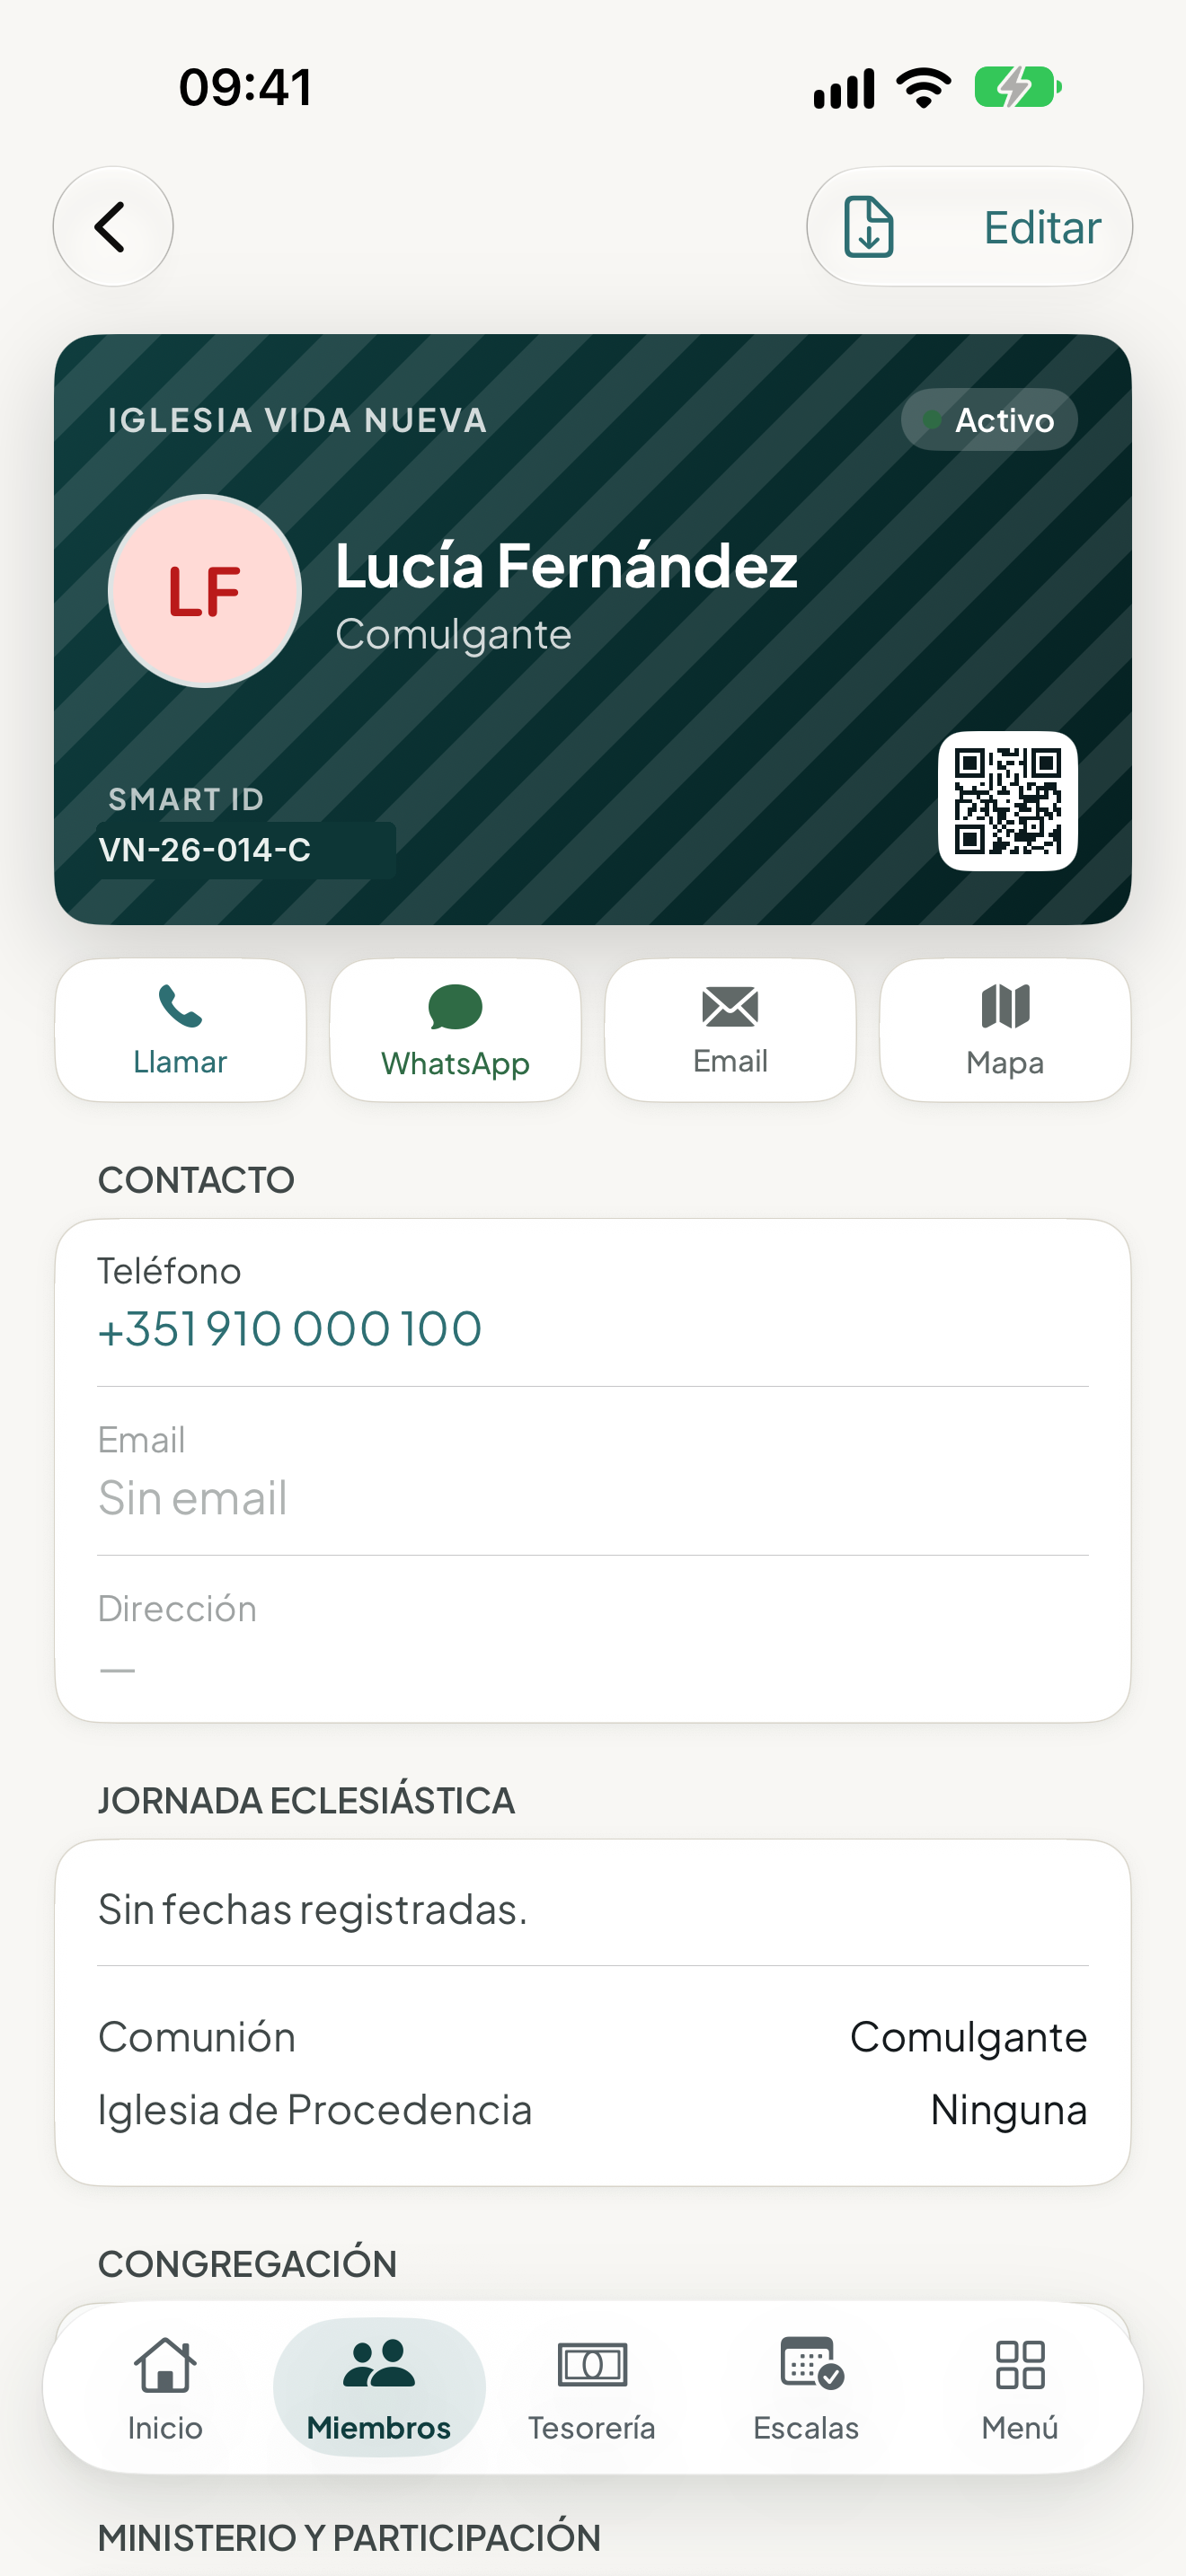 09:41
Editar
IGLESIA VIDA NUEVA
Activo
LF
Lucía Fernández
Comulgante
SMART ID
VN-26-014-C
Llamar
WhatsApp
Email
Mapa
CONTACTO
Teléfono
+351 910 000 100
Email
Sin email
Dirección
—
JORNADA ECLESIÁSTICA
Sin fechas registradas.
Comunión Comulgante
Iglesia de Procedencia Ninguna
CONGREGACIÓN
Inicio
Miembros
Tesorería
Escalas
Menú
MINISTERIO Y PARTICIPACIÓN